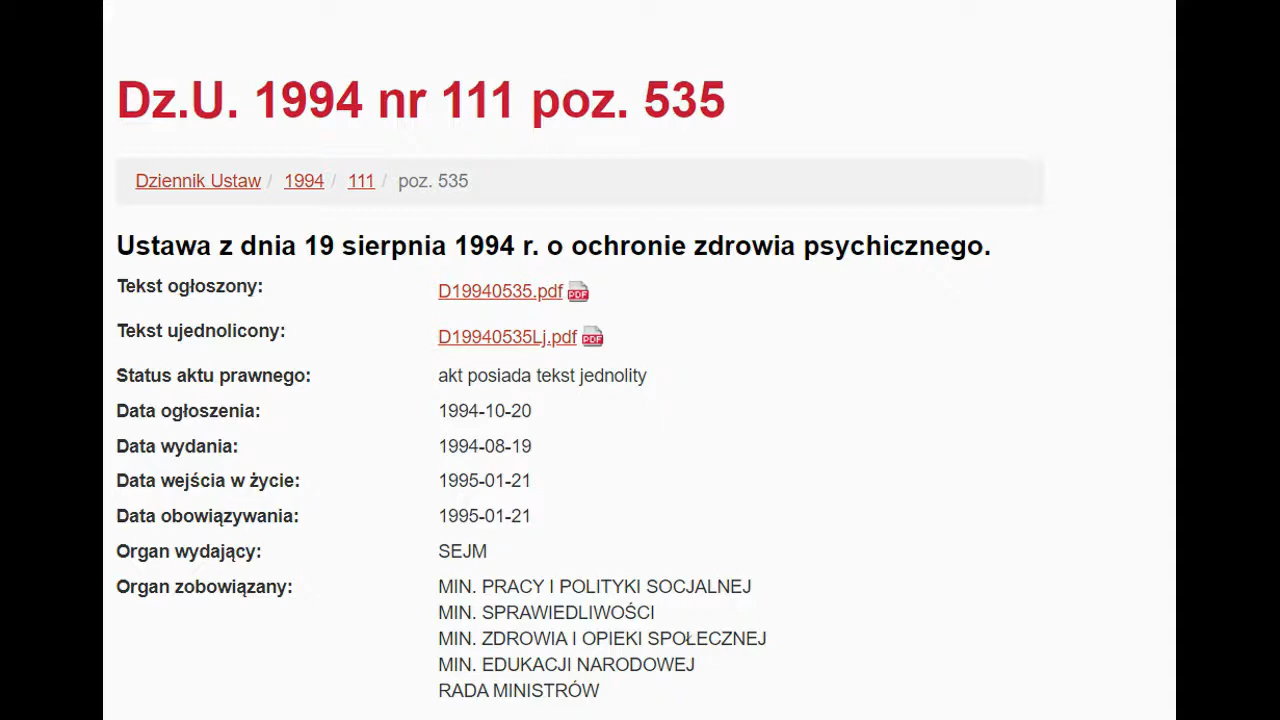 Dz.U. 1994 nr 111 poz. 535
Dziennik Ustaw / 1994 / 111 / poz. 535
Ustawa z dnia 19 sierpnia 1994 r. o ochronie zdrowia psychicznego.
Tekst ogłoszony: D19940535.pdf PDF
Tekst ujednolicony: D19940535Lj.pdf PDF
Status aktu prawnego: akt posiada tekst jednolity
Data ogłoszenia: 1994-10-20
Data wydania: 1994-08-19
Data wejścia w życie: 1995-01-21
Data obowiązywania: 1995-01-21
Organ wydający: SEJM
Organ zobowiązany: MIN. PRACY I POLITYKI SOCJALNEJ
MIN. SPRAWIEDLIWOŚCI
MIN. ZDROWIA I OPIEKI SPOŁECZNEJ
MIN. EDUKACJI NARODOWEJ
RADA MINISTRÓW